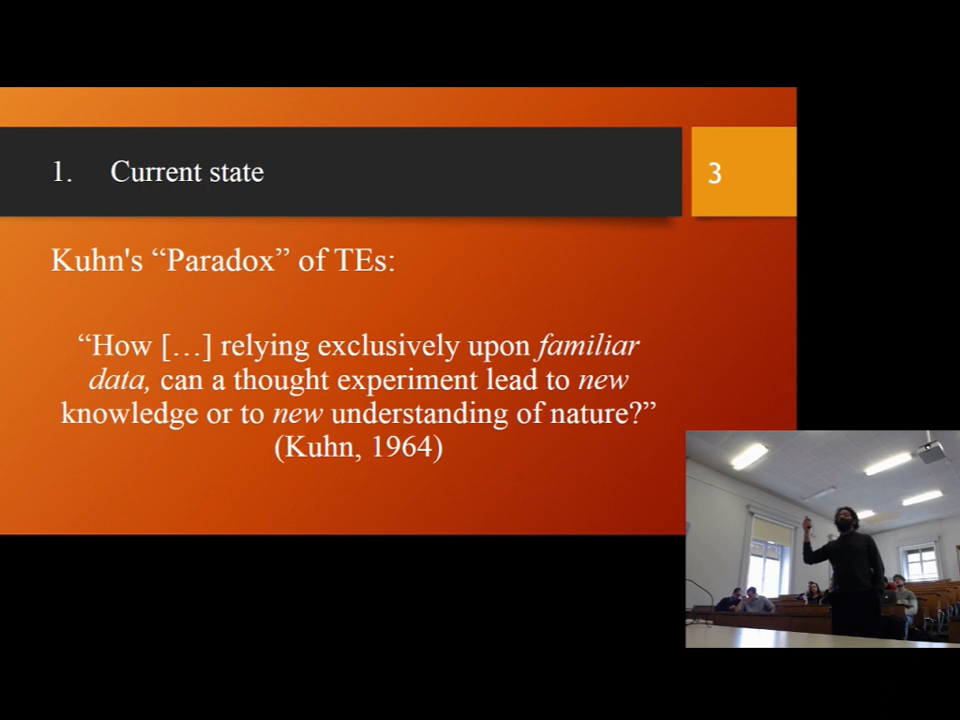 1. Current state
3
Kuhn's “Paradox” of TEs:
“How […] relying exclusively upon familiar
data, can a thought experiment lead to new
knowledge or to new understanding of nature?”
(Kuhn, 1964)